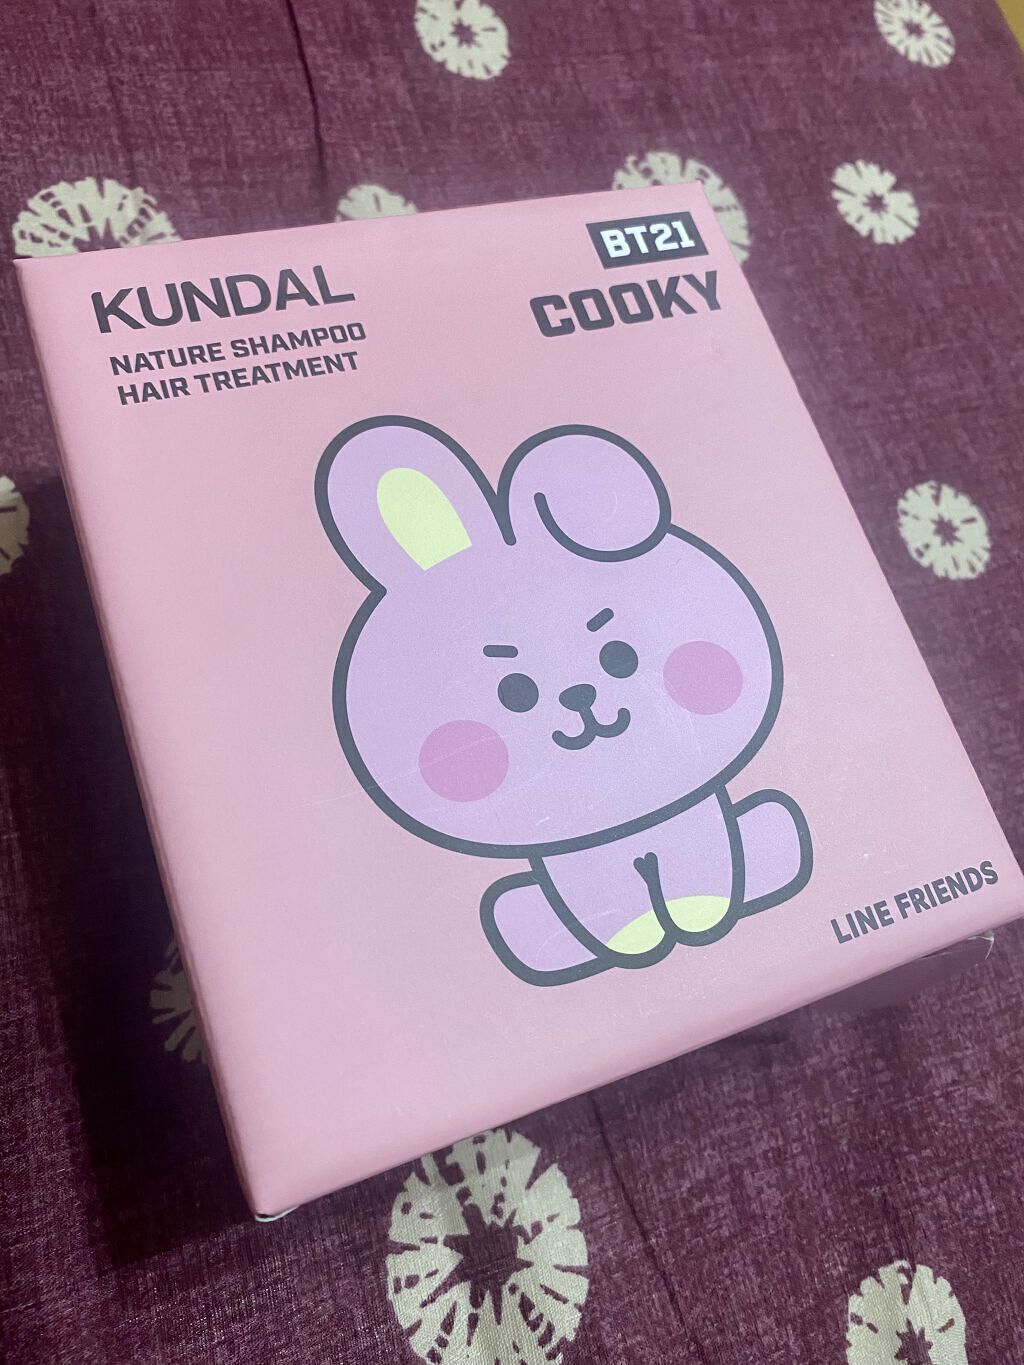 KUNDAL
NATURE SHAMPOO
HAIR TREATMENT
BT21
COOKY
LINE FRIENDS